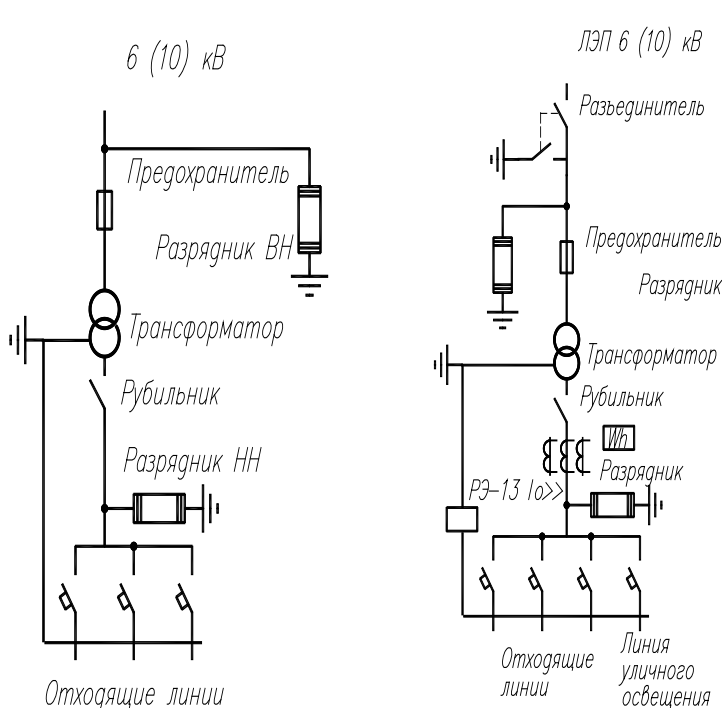 6 (10) кВ
Предохранитель
Разрядник ВН
Трансформатор
Рубильник
Разрядник НН
Отходящие линии
ЛЭП 6 (10) кВ
Разьединитель
Предохранитель
Разрядник
Трансформатор
Рубильник
Wh
Разрядник
РЭ-13 Io>>
Отходящие
линии
Линия
уличного
освещения